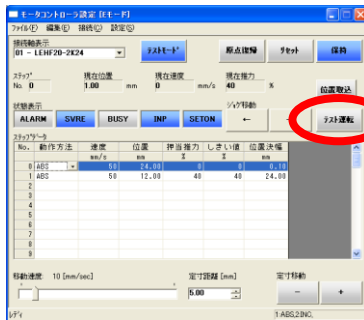 モータコントローラ設定 [Eモード]
ファイル(F) 編集(E) 接続(C) 設定(S)
接続軸表示
01 - LEHF20-2K24
テストモード 原点復帰 リセット 保持
ステップ 現在位置 現在速度 現在推力
No. 0 1.00 mm 0 mm/s 40 %
位置取込
状態表示 ジョグ移動
ALARM SVRE BUSY INP SETON ← テスト運転
ステップデータ
No. 動作方法 速度 位置 押当推力 しきい値 位置決幅
mm/s mm % % mm
0 ABS 50 24.00 0 0 0.10
1 ABS 50 12.00 40 40 24.00
2
3
4
5
6
7
8
9
移動速度: 10 [mm/sec] 定寸距離 [mm] 定寸移動
5.00 - +
レディ 1:ABS,2:INC,